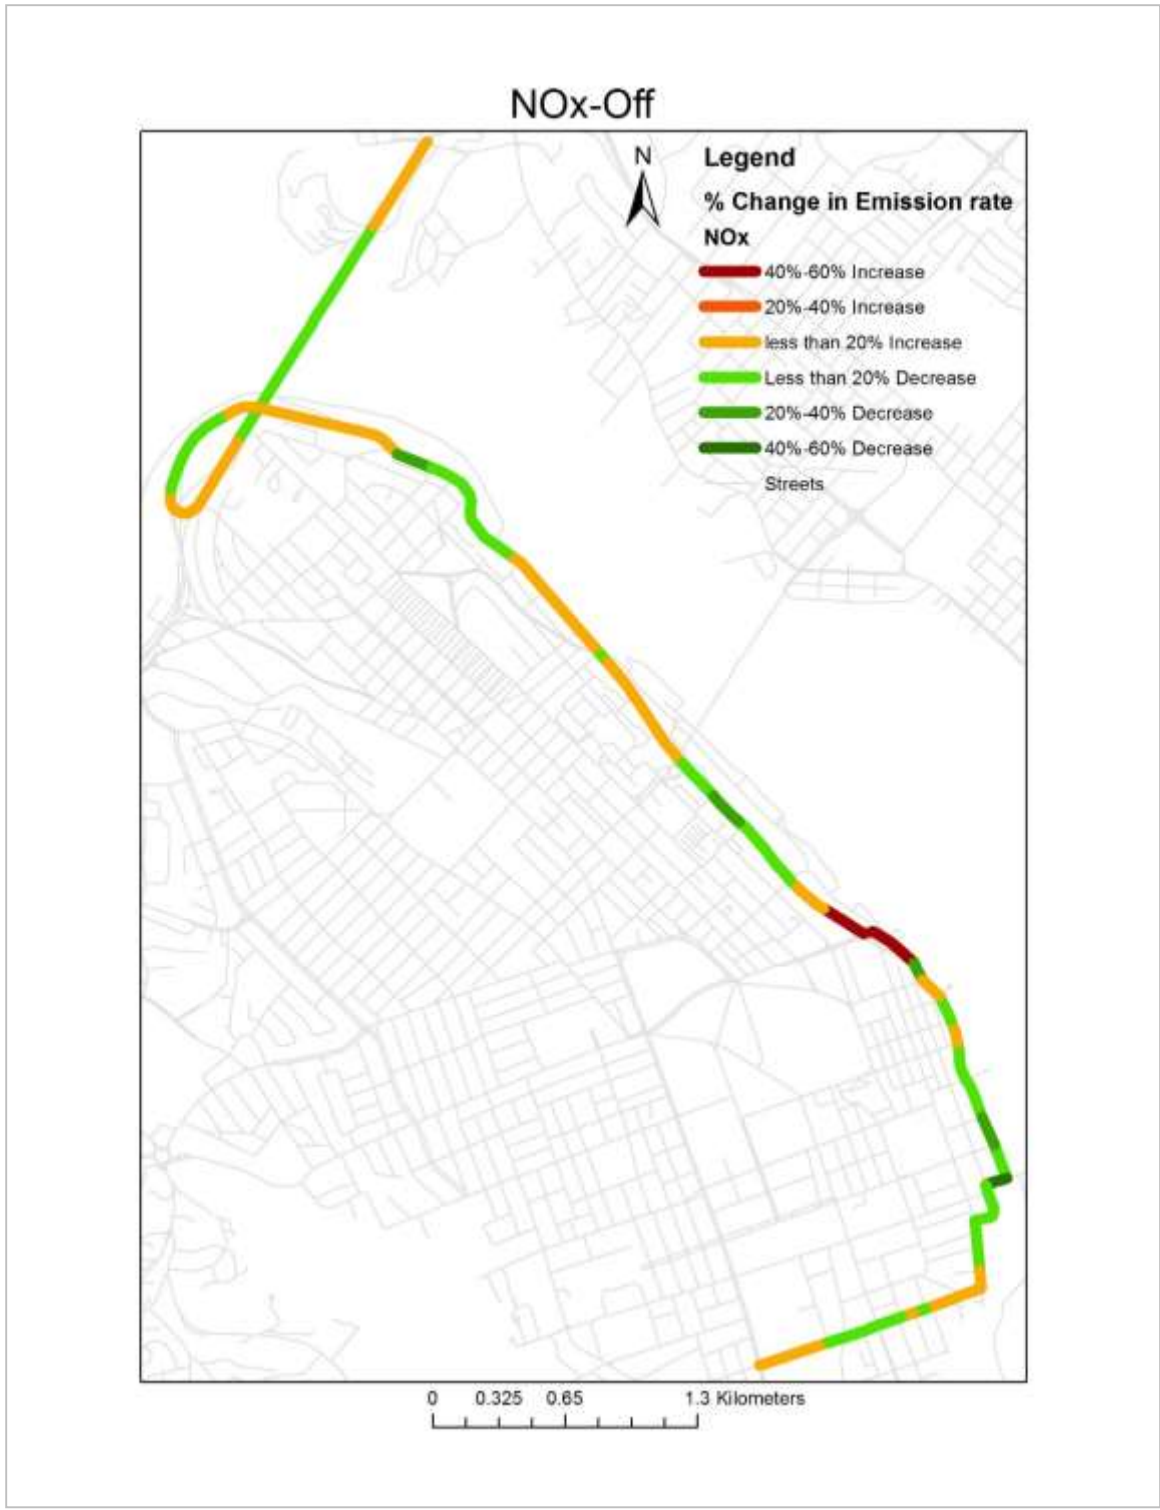 NOx-Off
N
Legend
% Change in Emission rate
NOx
40%-60% Increase
20%-40% Increase
less than 20% Increase
Less than 20% Decrease
20%-40% Decrease
40%-60% Decrease
Streets
0 0.325 0.65 1.3 Kilometers